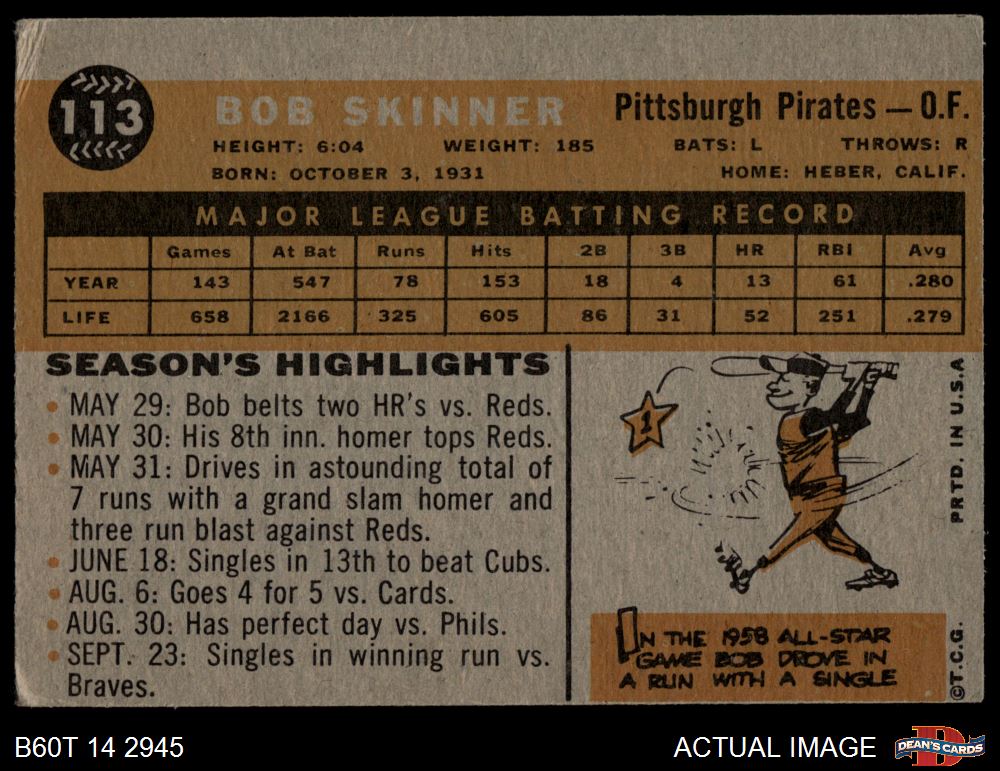 113
BOB SKINNER
Pittsburgh Pirates — O.F.
HEIGHT: 6:04 WEIGHT: 185 BATS: L THROWS: R
BORN: OCTOBER 3, 1931 HOME: HEBER, CALIF.
MAJOR LEAGUE BATTING RECORD
Games At Bat Runs Hits 2B 3B HR RBI Avg
YEAR 143 547 78 153 18 4 13 61 .280
LIFE 658 2166 325 605 86 31 52 251 .279
SEASON'S HIGHLIGHTS
• MAY 29: Bob belts two HR's vs. Reds.
• MAY 30: His 8th inn. homer tops Reds.
• MAY 31: Drives in astounding total of
7 runs with a grand slam homer and
three run blast against Reds.
• JUNE 18: Singles in 13th to beat Cubs.
• AUG. 6: Goes 4 for 5 vs. Cards.
• AUG. 30: Has perfect day vs. Phils.
• SEPT. 23: Singles in winning run vs.
Braves.
1
IN THE 1958 ALL-STAR
GAME BOB DROVE IN
A RUN WITH A SINGLE
PRTD. IN U.S.A
©T.C.G.
B60T 14 2945
ACTUAL IMAGE
D
DEAN'S CARDS